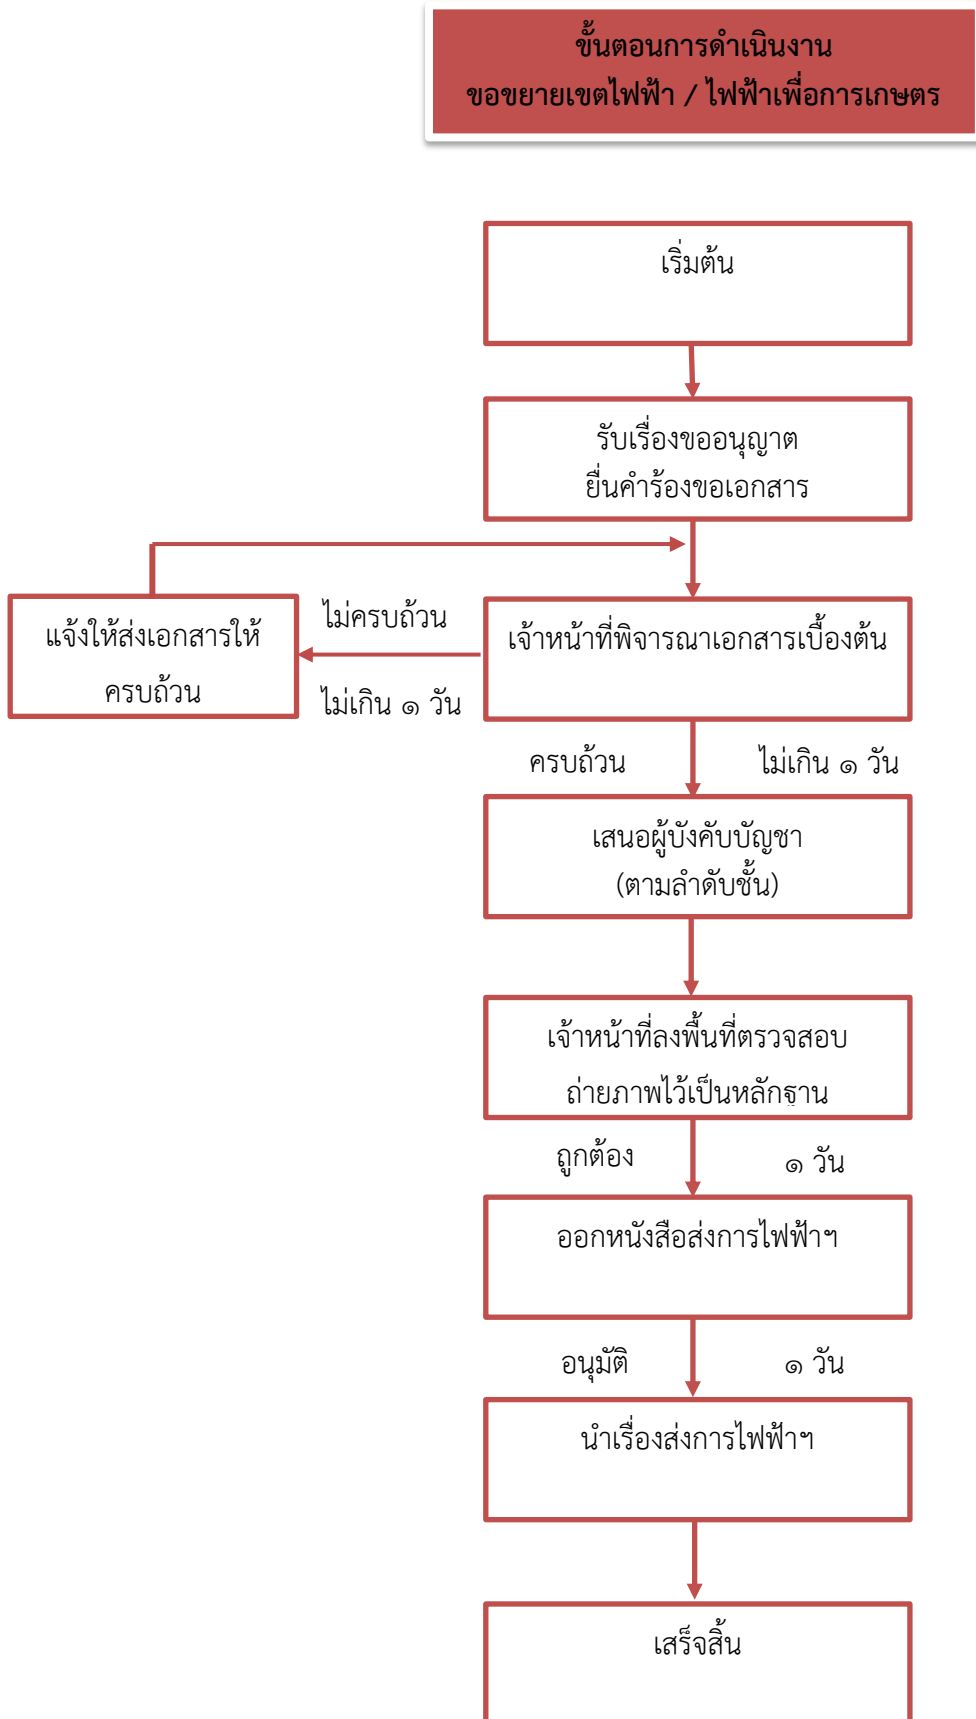 ขั้นตอนการดำเนินงาน
ขอขยายเขตไฟฟ้า / ไฟฟ้าเพื่อการเกษตร
เริ่มต้น
รับเรื่องขออนุญาต
ยื่นคำร้องขอเอกสาร
ไม่ครบถ้วน
แจ้งให้ส่งเอกสารให้
ครบถ้วน
ไม่เกิน ๑ วัน
เจ้าหน้าที่พิจารณาเอกสารเบื้องต้น
ครบถ้วน
ไม่เกิน ๑ วัน
เสนอผู้บังคับบัญชา
(ตามลำดับชั้น)
เจ้าหน้าที่ลงพื้นที่ตรวจสอบ
ถ่ายภาพไว้เป็นหลักฐาน
ถูกต้อง
๑ วัน
ออกหนังสือส่งการไฟฟ้าฯ
อนุมัติ
๑ วัน
นำเรื่องส่งการไฟฟ้าฯ
เสร็จสิ้น